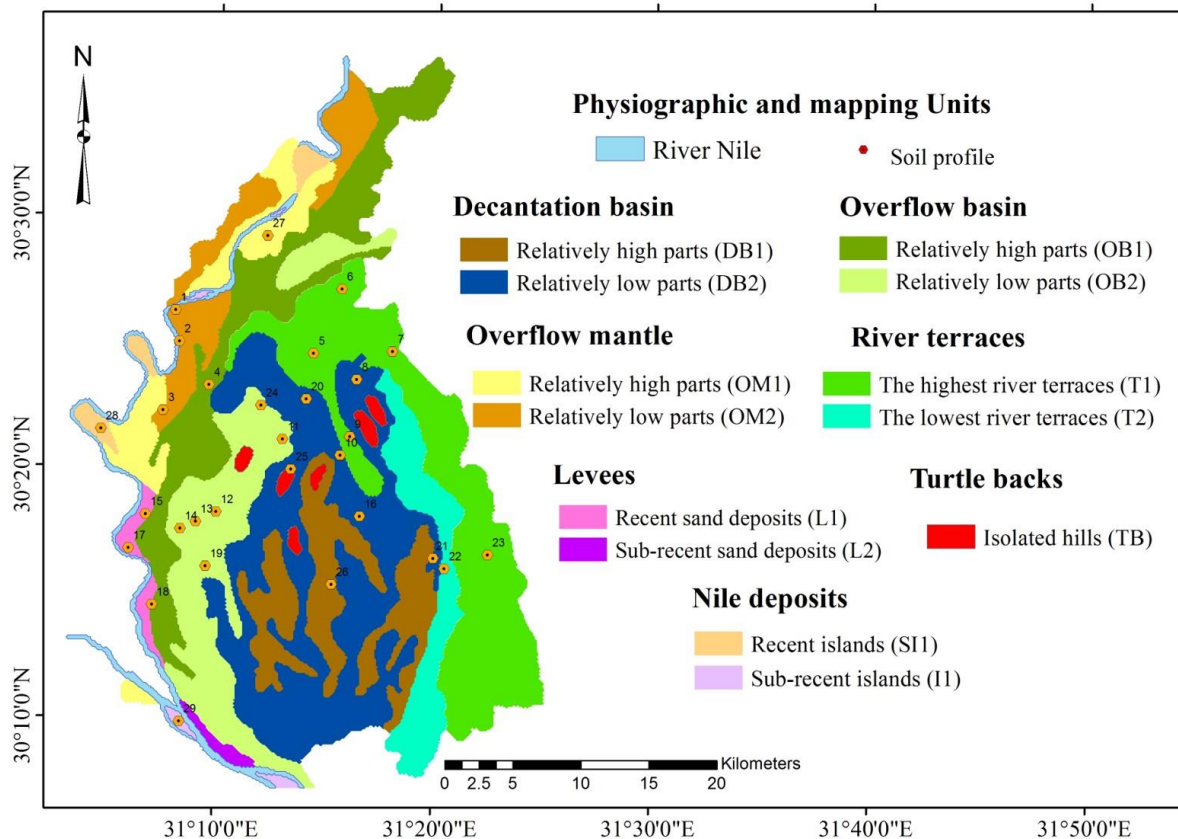 N
Physiographic and mapping Units
River Nile
Soil profile
Decantation basin
Relatively high parts (DB1)
Relatively low parts (DB2)
Overflow basin
Relatively high parts (OB1)
Relatively low parts (OB2)
Overflow mantle
Relatively high parts (OM1)
Relatively low parts (OM2)
River terraces
The highest river terraces (T1)
The lowest river terraces (T2)
Levees
Recent sand deposits (L1)
Sub-recent sand deposits (L2)
Turtle backs
Isolated hills (TB)
Nile deposits
Recent islands (SI1)
Sub-recent islands (I1)
27
6
1
2
5
7
4
8
24
20
3
28
11
9
10
25
12
13
14
15
16
17
19
21
22
23
26
18
29
0 2.5 5 10 15 20
Kilometers
30°30'0"N
30°20'0"N
30°10'0"N
31°10'0"E
31°20'0"E
31°30'0"E
31°40'0"E
31°50'0"E